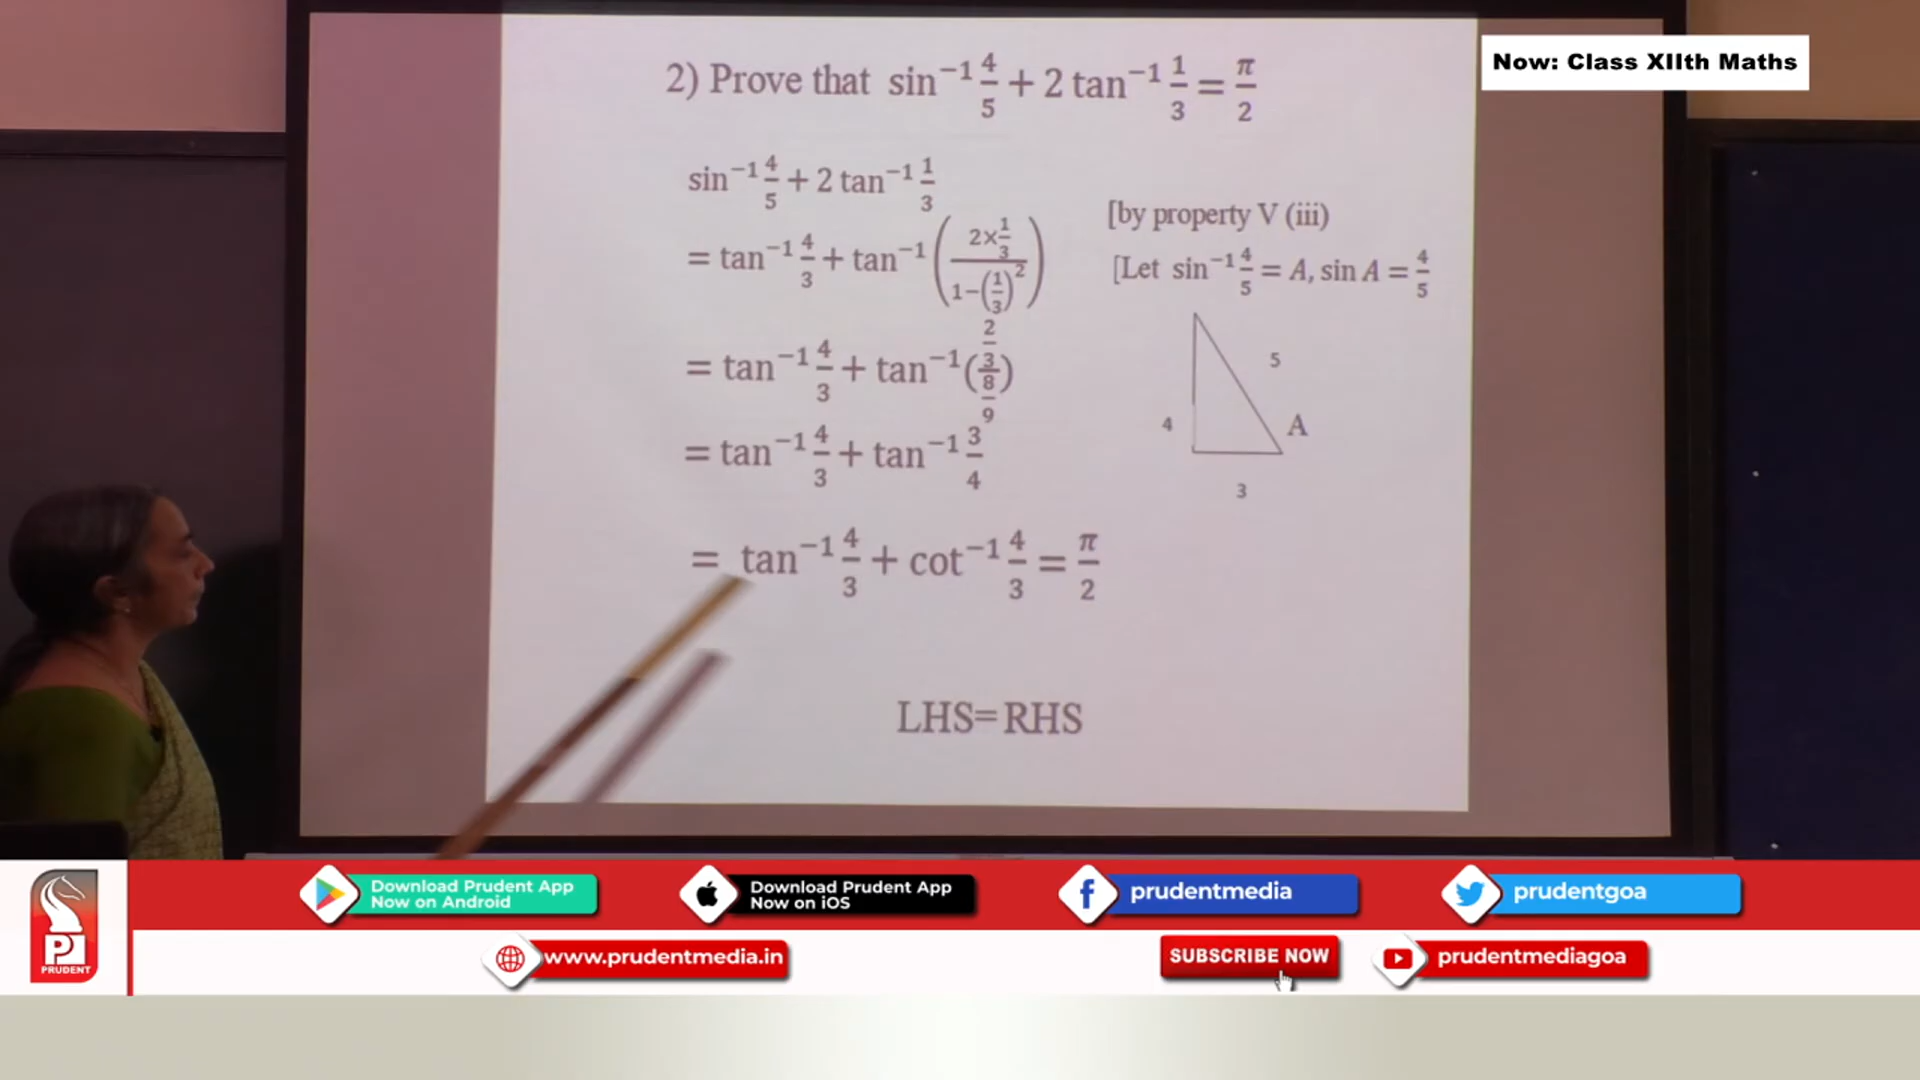 Now: Class XIIth Maths
2) Prove that sin⁻¹ 4/5 + 2 tan⁻¹ 1/3 = π/2
sin⁻¹ 4/5 + 2 tan⁻¹ 1/3
[by property V (iii)
= tan⁻¹ 4/3 + tan⁻¹ ( (2×1/3) / (1−(1/3)²) )
[Let sin⁻¹ 4/5 = A, sin A = 4/5
= tan⁻¹ 4/3 + tan⁻¹ ( (2/3) / (8/9) )
5
4
A
3
= tan⁻¹ 4/3 + tan⁻¹ 3/4
= tan⁻¹ 4/3 + cot⁻¹ 4/3 = π/2
LHS=RHS
Download Prudent App
Now on Android
Download Prudent App
Now on iOS
prudentmedia
prudentgoa
PRUDENT
www.prudentmedia.in
SUBSCRIBE NOW
prudentmediagoa